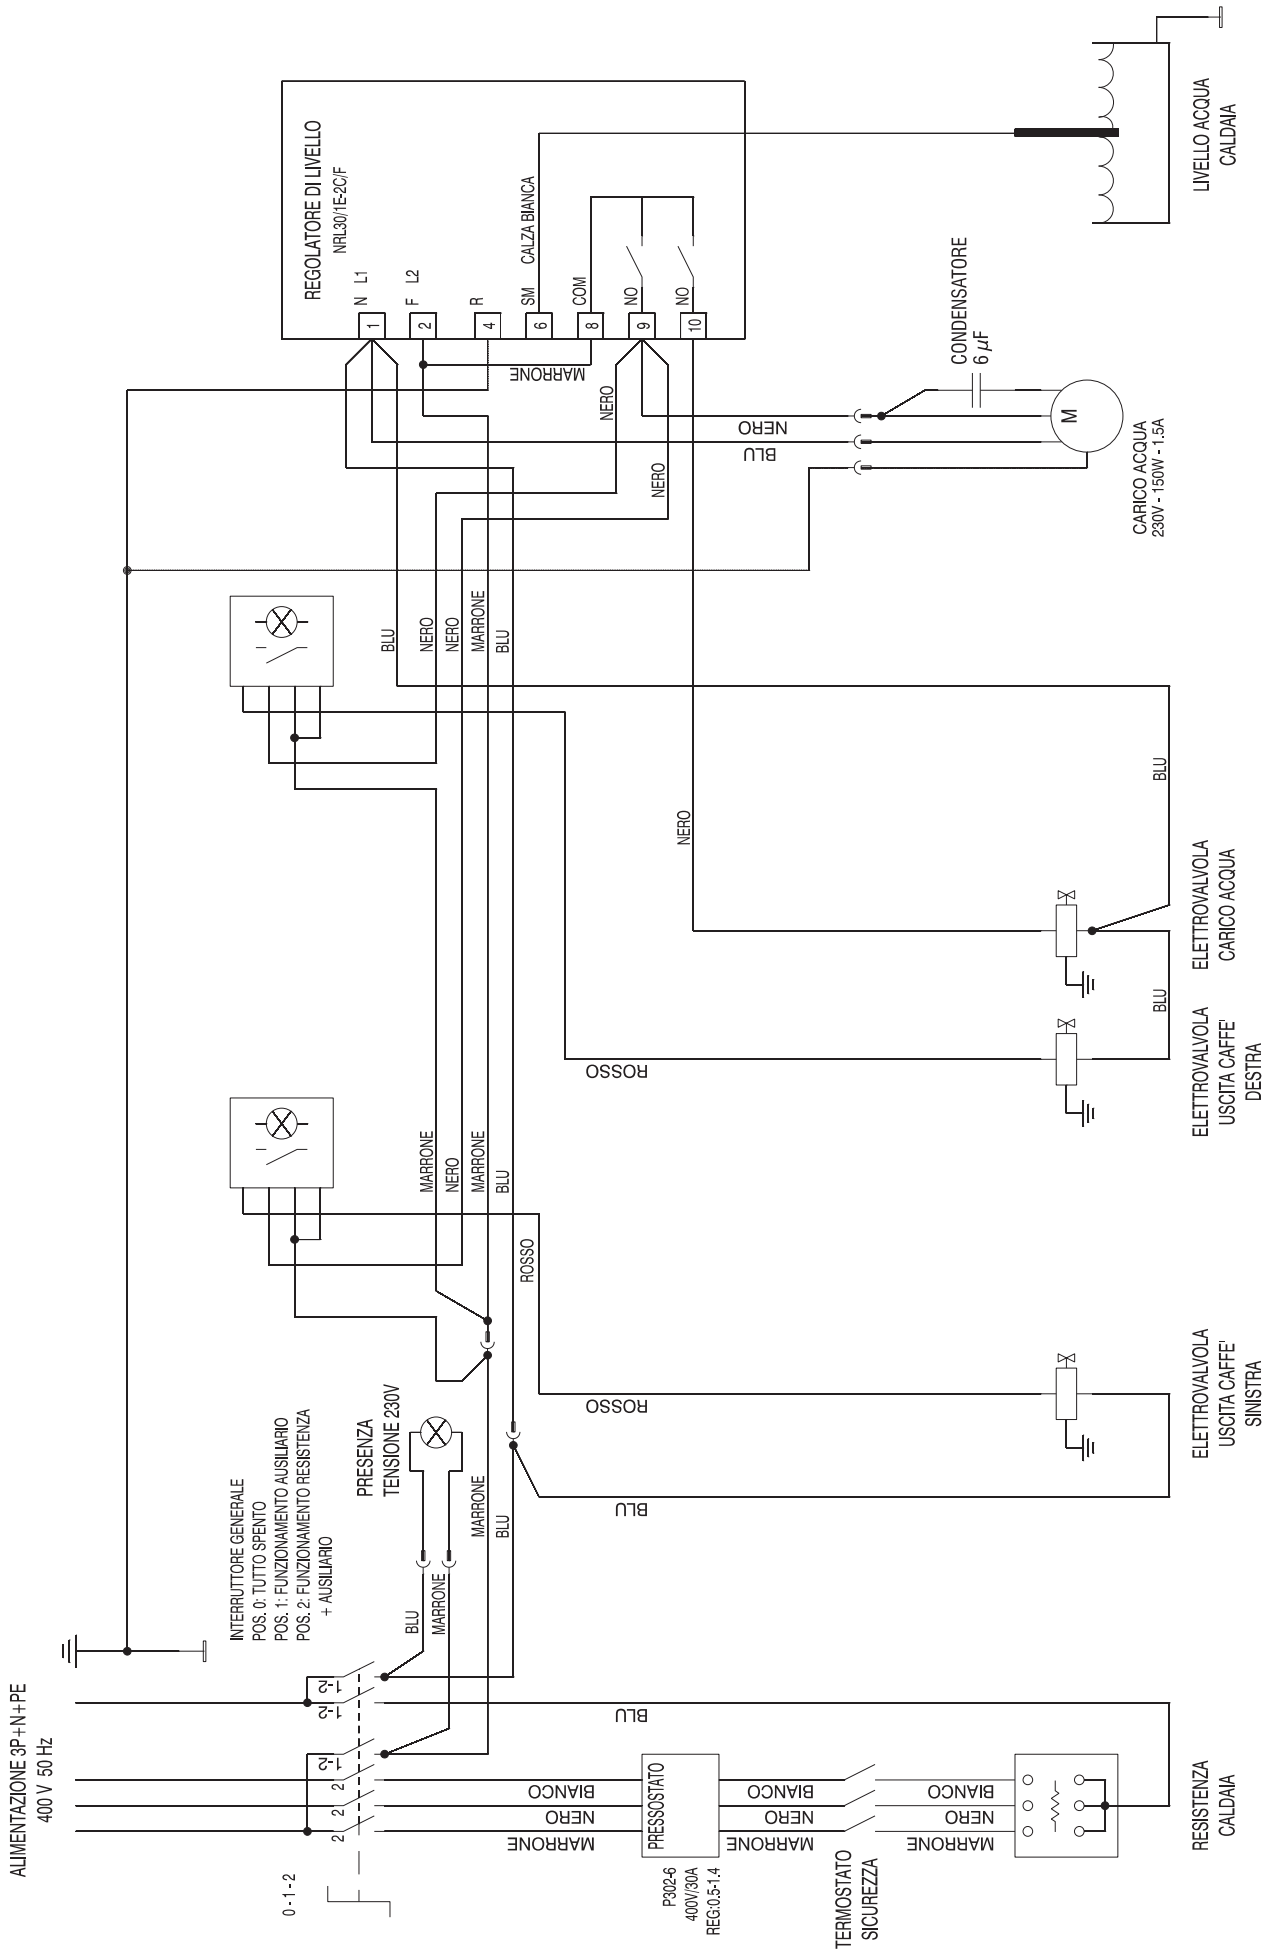 ALIMENTAZIONE 3P+N+PE
400 V 50 Hz
0 - 1 - 2
INTERRUTTORE GENERALE
POS. 0: TUTTO SPENTO
POS. 1: FUNZIONAMENTO AUSILIARIO
POS. 2: FUNZIONAMENTO RESISTENZA
+ AUSILIARIO
2
2
2
1-2
1-2
1-2
PRESENZA
TENSIONE 230V
BLU
MARRONE
MARRONE
BLU
MARRONE
NERO
MARRONE
BLU
ROSSO
BLU
NERO
NERO
MARRONE
BLU
REGOLATORE DI LIVELLO
NRL30/1E-2C/F
N L1
F L2
R
SM
CALZA BIANCA
COM
NO
NO
1
2
4
6
8
9
10
MARRONE
NERO
NERO
NERO
BLU
NERO
CONDENSATORE
6 µF
M
CARICO ACQUA
230V - 150W - 1.5A
LIVELLO ACQUA
CALDAIA
BLU
BLU
ELETTROVALVOLA
CARICO ACQUA
ROSSO
ELETTROVALVOLA
USCITA CAFFE'
DESTRA
ROSSO
BLU
ELETTROVALVOLA
USCITA CAFFE'
SINISTRA
BLU
BIANCO
NERO
MARRONE
PRESSOSTATO
P302-6
400V/30A
REG:0.5-1.4
BIANCO
NERO
MARRONE
TERMOSTATO
SICUREZZA
BIANCO
NERO
MARRONE
RESISTENZA
CALDAIA